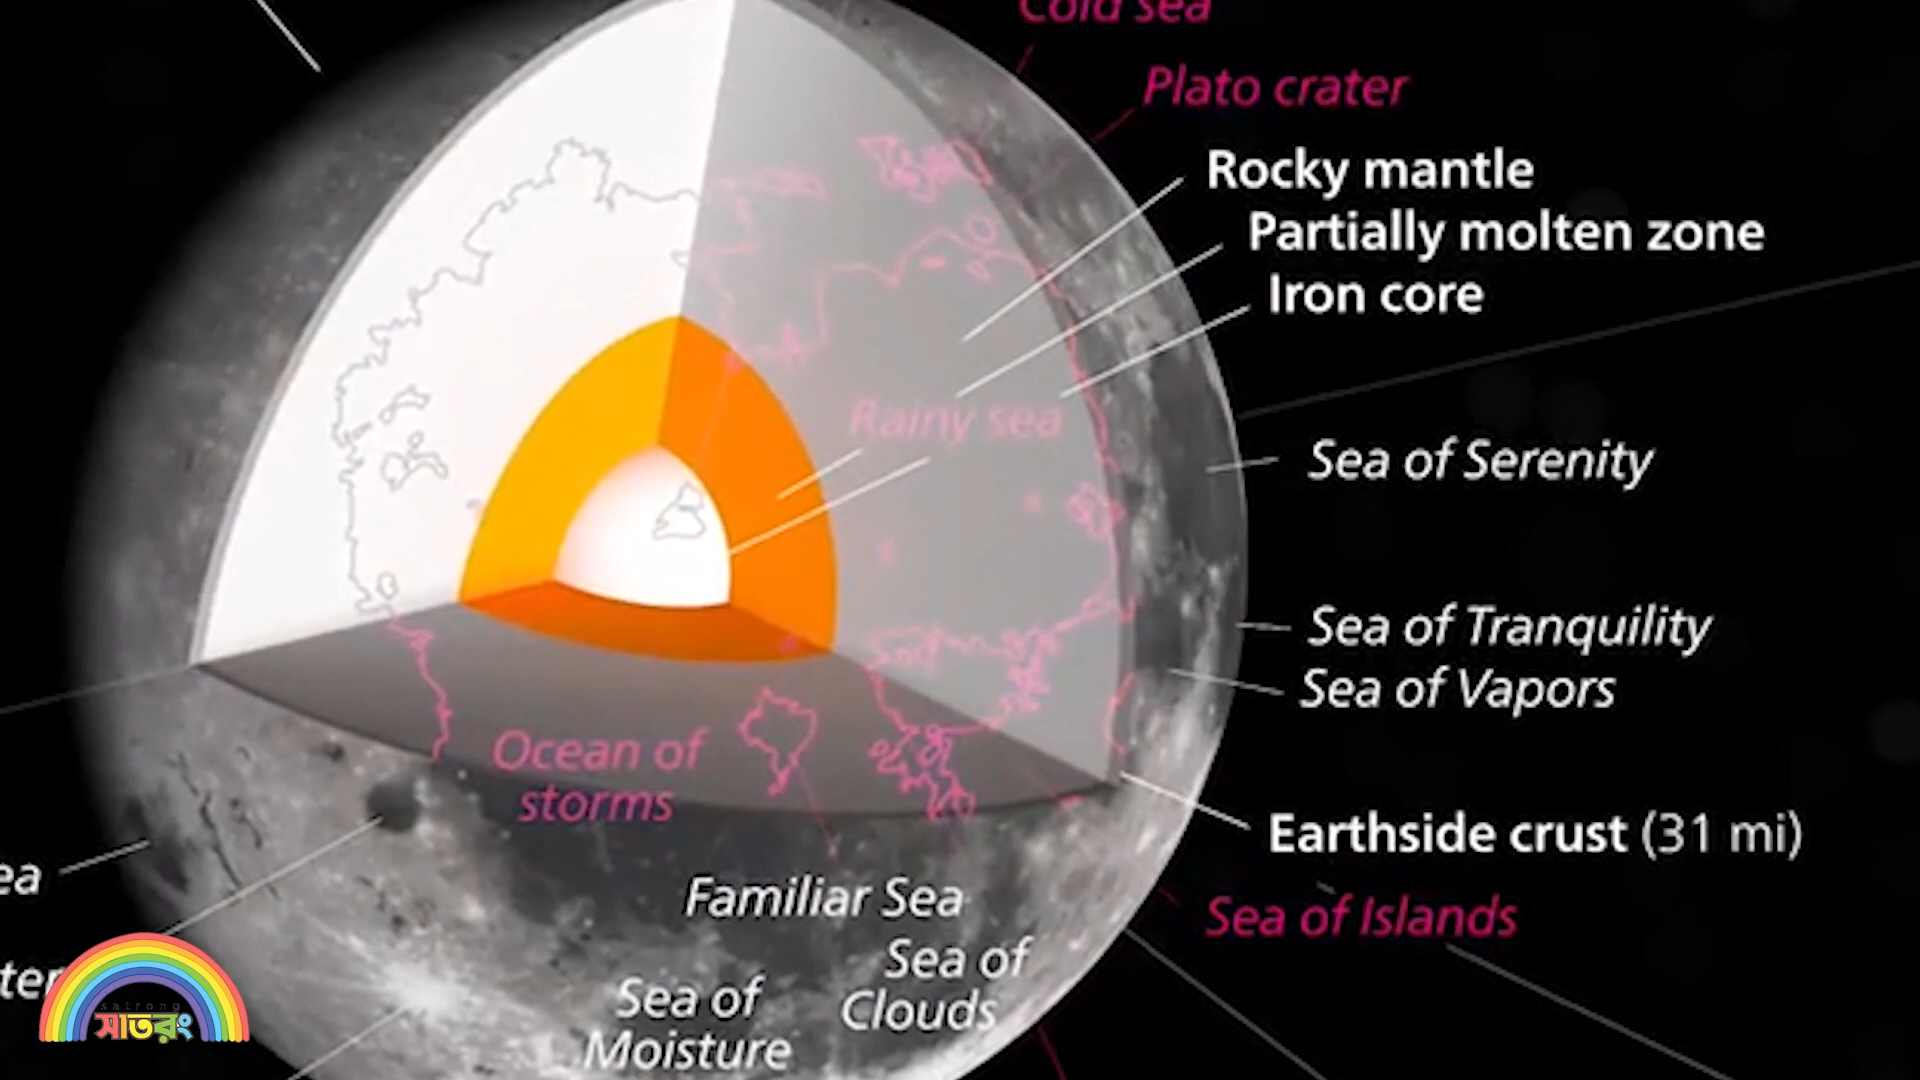 Cold sea
Plato crater
Rocky mantle
Partially molten zone
Iron core
Rainy sea
Sea of Serenity
Sea of Tranquility
Sea of Vapors
Ocean of
storms
Earthside crust (31 mi)
ea
Familiar Sea
Sea of Islands
Sea of
Clouds
ter
Sea of
Moisture
satrong
সাতরং